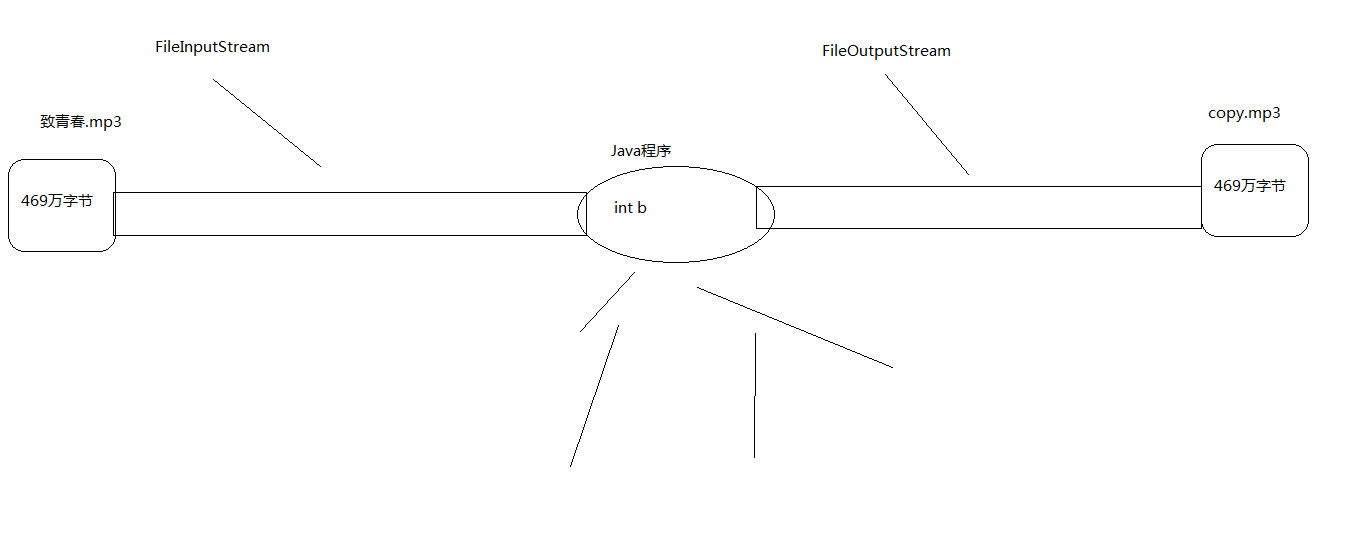 FileInputStream
FileOutputStream
致青春.mp3
copy.mp3
Java程序
469万字节
int b
469万字节